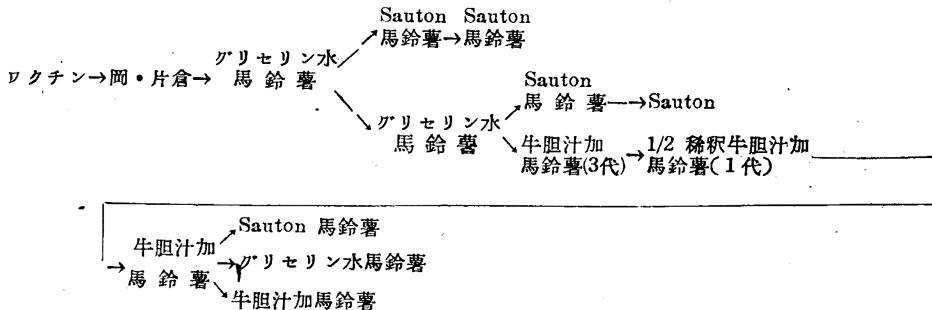 Sauton Sauton
馬鈴薯→馬鈴薯
グリセリン水
馬鈴薯
ワクチン→岡・片倉→
Sauton
馬鈴薯→Sauton
グリセリン水
馬鈴薯
牛胆汁加
馬鈴薯(3代)
→1/2 稀釈牛胆汁加
馬鈴薯(1代)
牛胆汁加
→馬鈴薯
Sauton 馬鈴薯
→グリセリン水馬鈴薯
牛胆汁加馬鈴薯